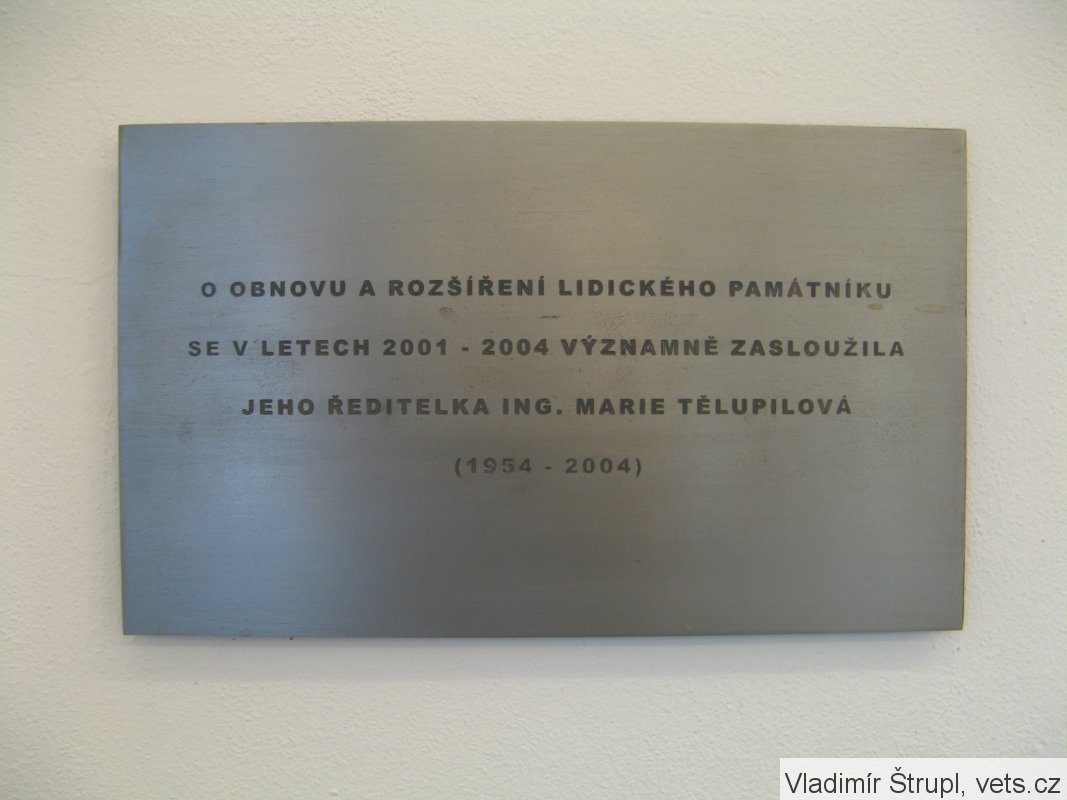 O OBNOVU A ROZŠÍŘENÍ LIDICKÉHO PAMÁTNÍKU
SE V LETECH 2001 - 2004 VÝZNAMNĚ ZASLOUŽILA
JEHO ŘEDITELKA ING. MARIE TĚLUPILOVÁ
(1954 - 2004)
Vladimír Štrupl, vets.cz